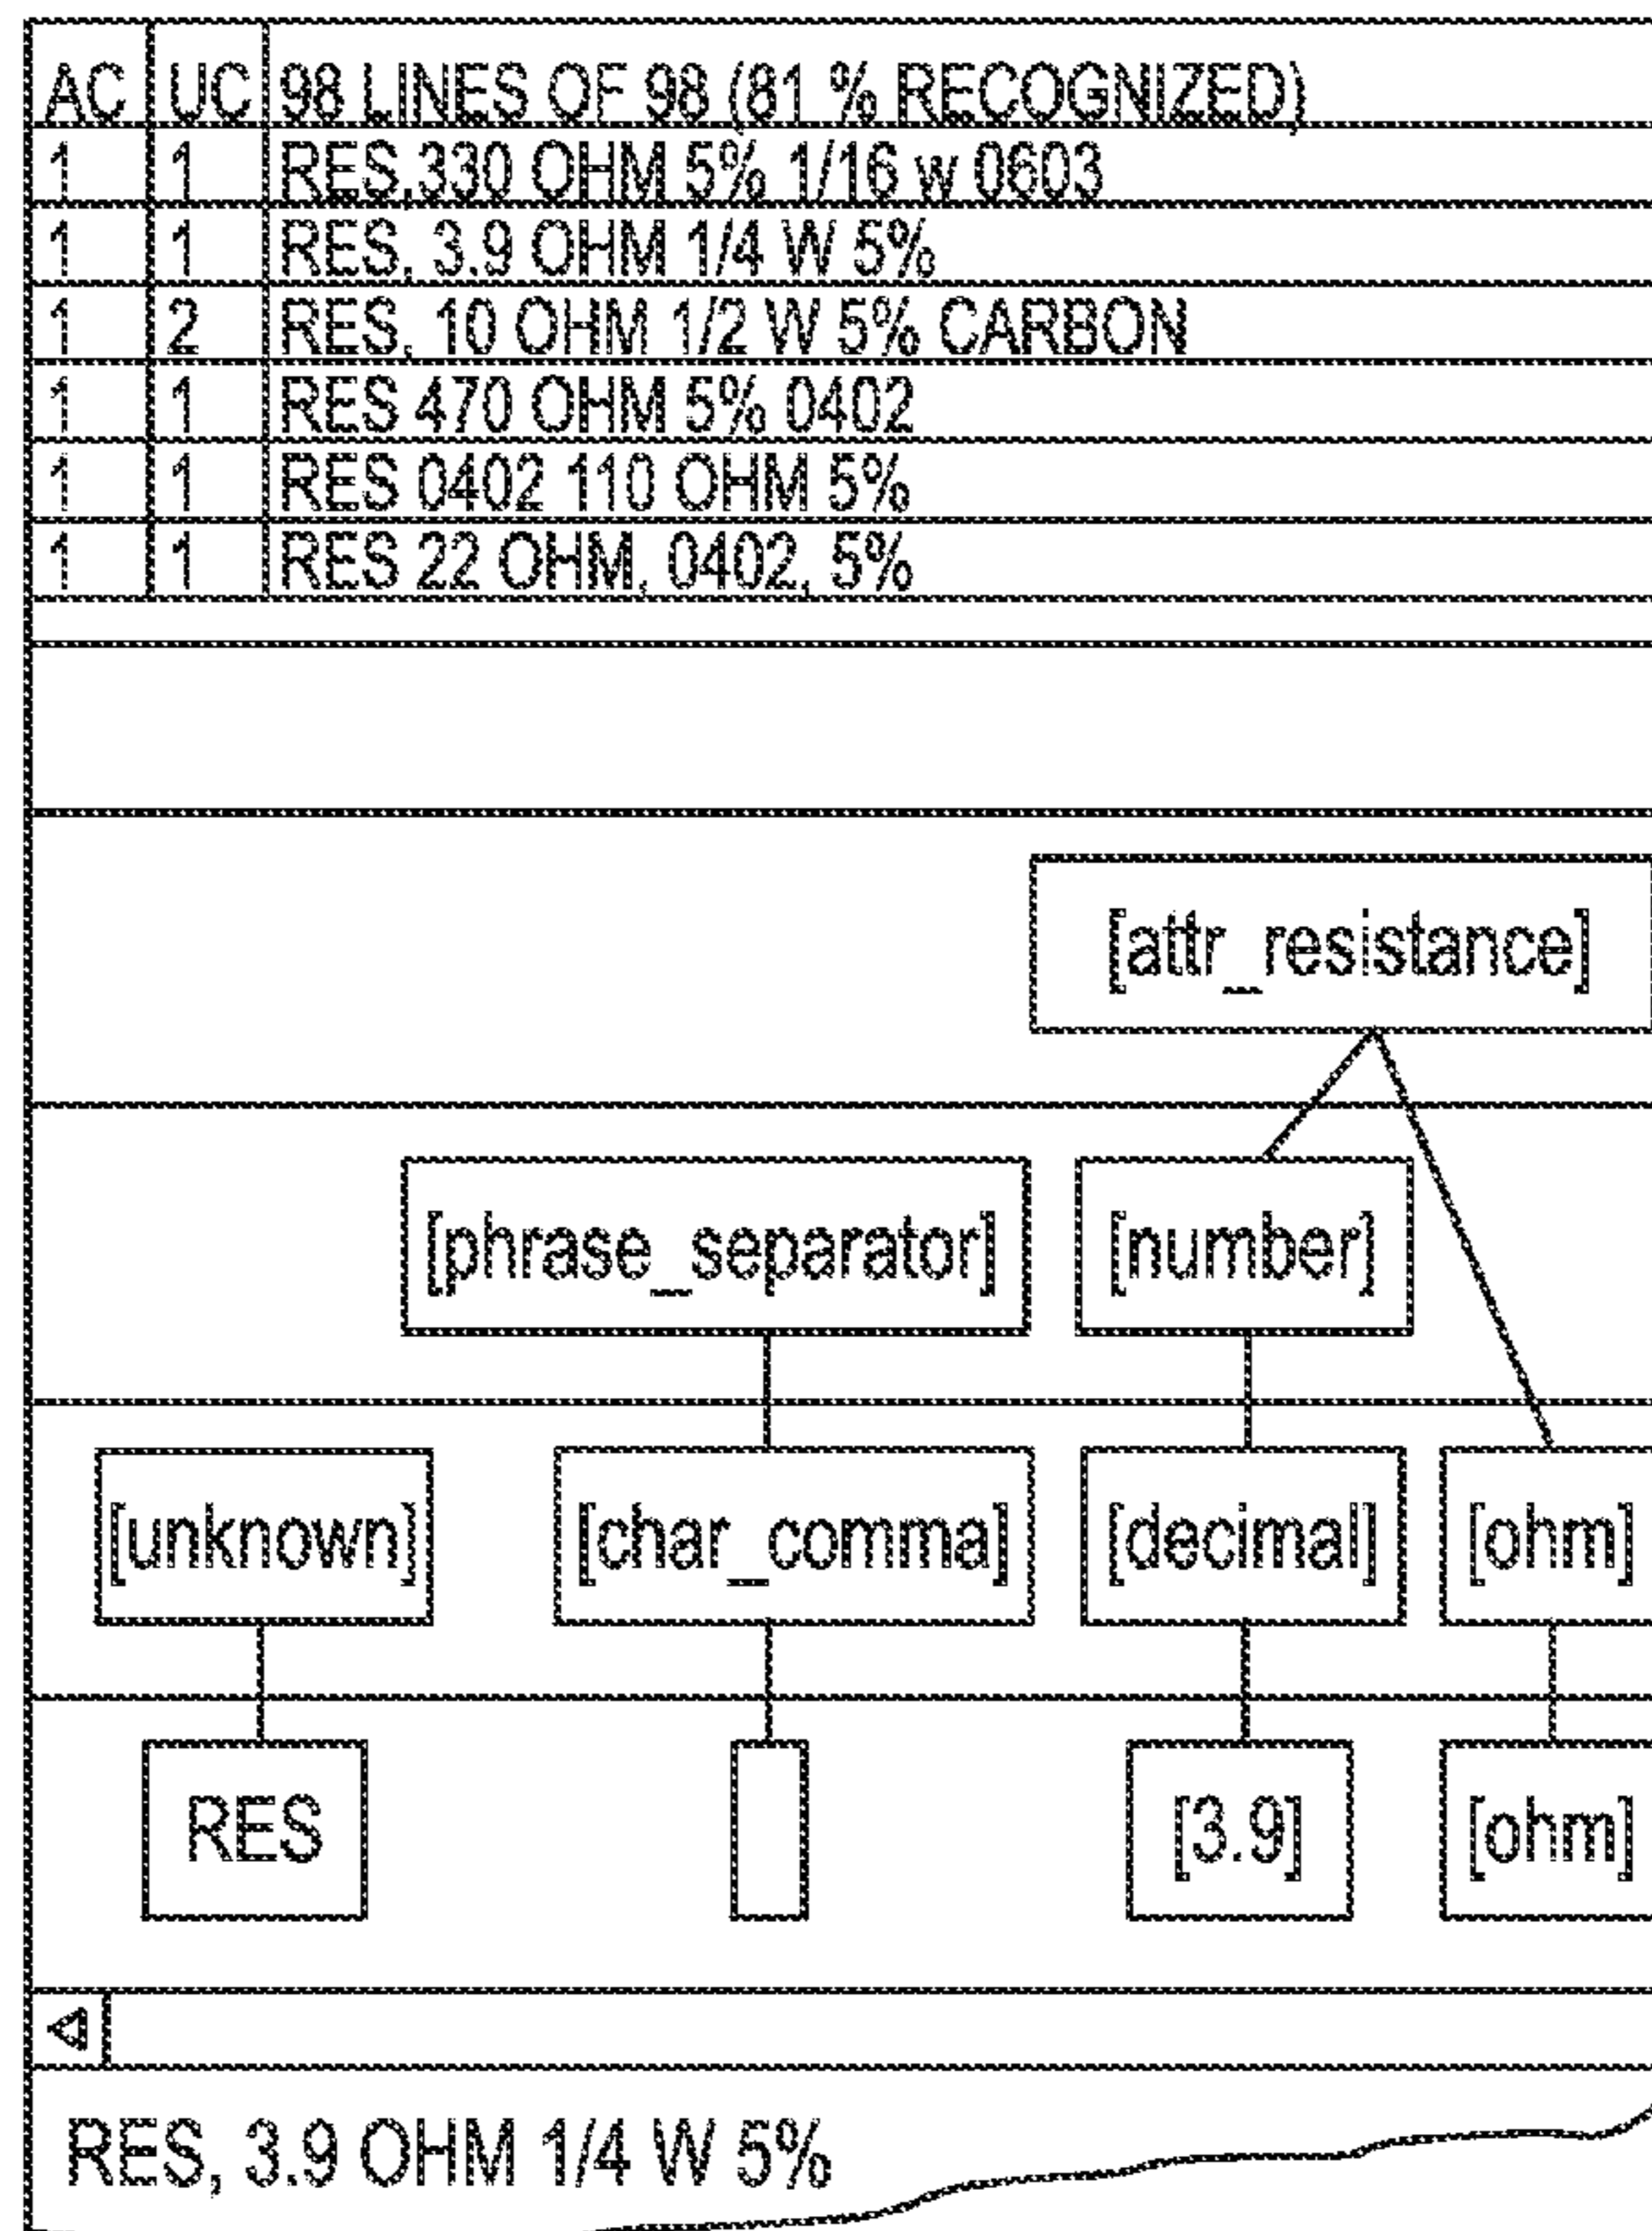 AC UC 98 LINES OF 98 (81 % RECOGNIZED)
1 1 RES,330 OHM 5% 1/16 w 0603
1 1 RES, 3.9 OHM 1/4 W 5%
1 2 RES, 10 OHM 1/2 W 5% CARBON
1 1 RES 470 OHM 5% 0402
1 1 RES 0402 110 OHM 5%
1 1 RES 22 OHM, 0402, 5%
[attr_resistance]
[phrase_separator] [number]
[unknown] [char_comma] [decimal] [ohm]
RES [3.9] [ohm]
RES, 3.9 OHM 1/4 W 5%